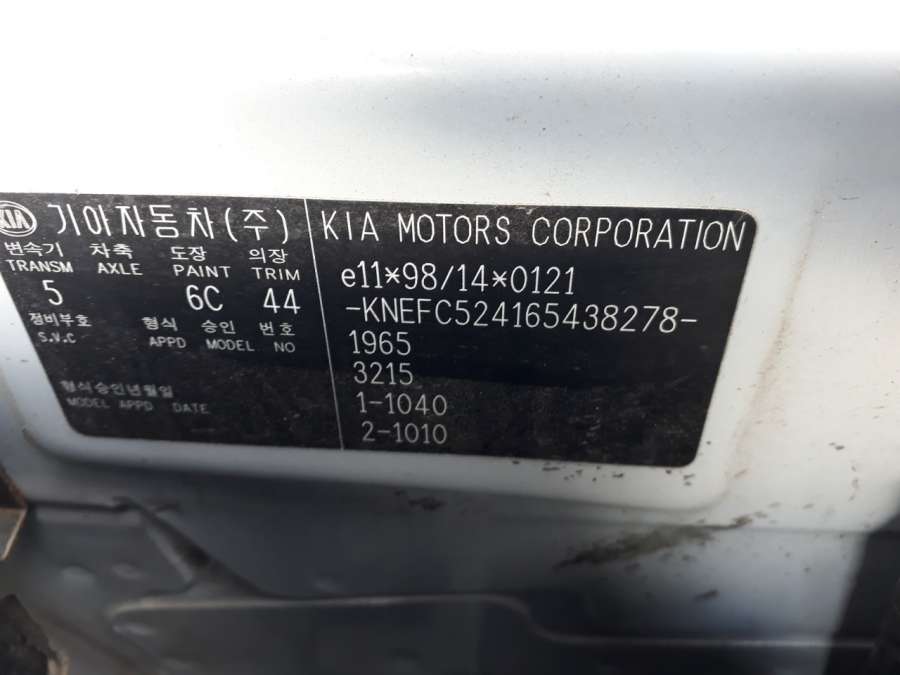 KIA 기아자동차(주)
변속기 차축 도장 의장
TRANSM AXLE PAINT TRIM
5 6C 44
정비부호 형식 승인 번호
S.V.C APPD MODEL NO
형식승인년월일
MODEL APPD DATE
KIA MOTORS CORPORATION
e11*98/14*0121
-KNEFC524165438278-
1965
3215
1-1040
2-1010